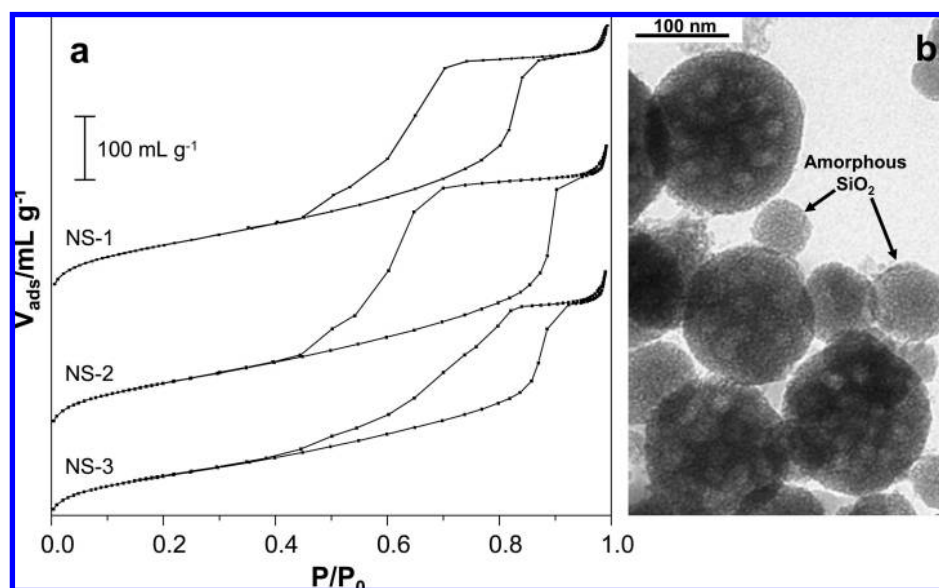 a
100 mL g⁻¹
NS-1
NS-2
NS-3
V_ads/mL g⁻¹
0.0 0.2 0.4 0.6 0.8 1.0
P/P₀
100 nm
b
Amorphous
SiO₂